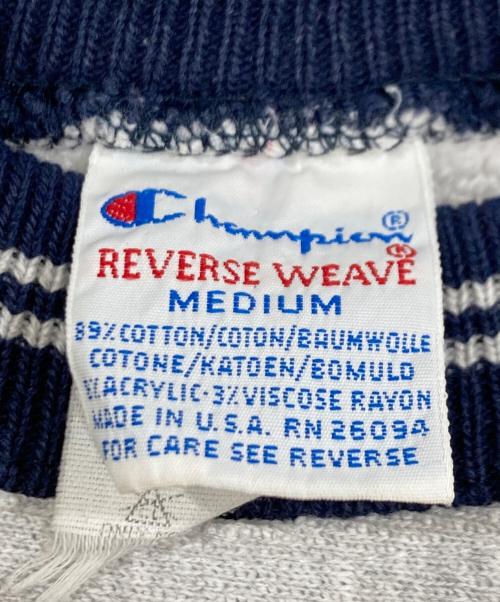 Champion®
REVERSE WEAVE®
MEDIUM
89% COTTON/COTON/BAUMWOLLE
COTONE/KATOEN/BOMULD
ACRYLIC·3% VISCOSE RAYON
MADE IN U.S.A. RN 26094
FOR CARE SEE REVERSE